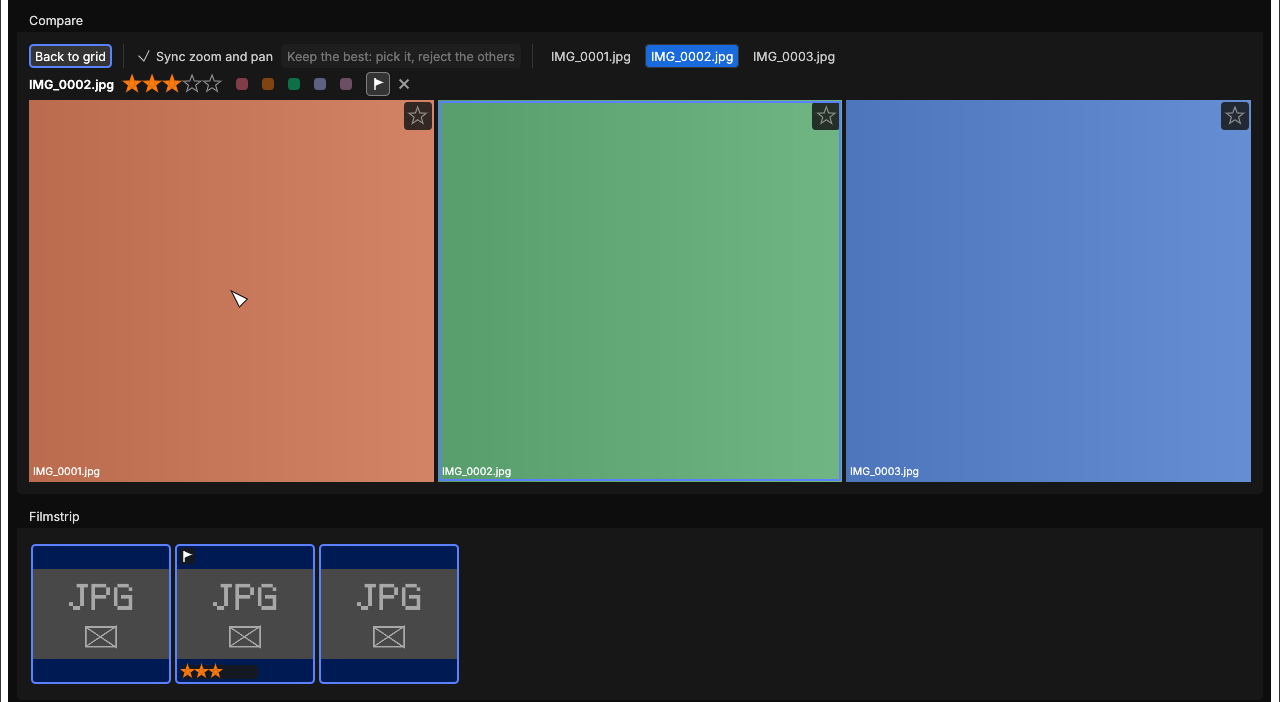 Compare
Back to grid Sync zoom and pan Keep the best: pick it, reject the others IMG_0001.jpg IMG_0002.jpg IMG_0003.jpg
IMG_0002.jpg
IMG_0001.jpg IMG_0002.jpg IMG_0003.jpg
Filmstrip
JPG JPG JPG